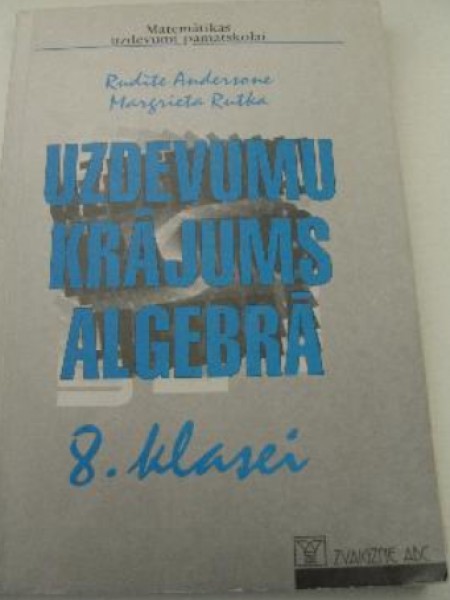 Matemātikas
uzdevumi pamatskolai
Rudīte Andersone
Margrieta Rutka
UZDEVUMU
KRĀJUMS
ALGEBRĀ
8. klasei
ZVAIGZNE ABC